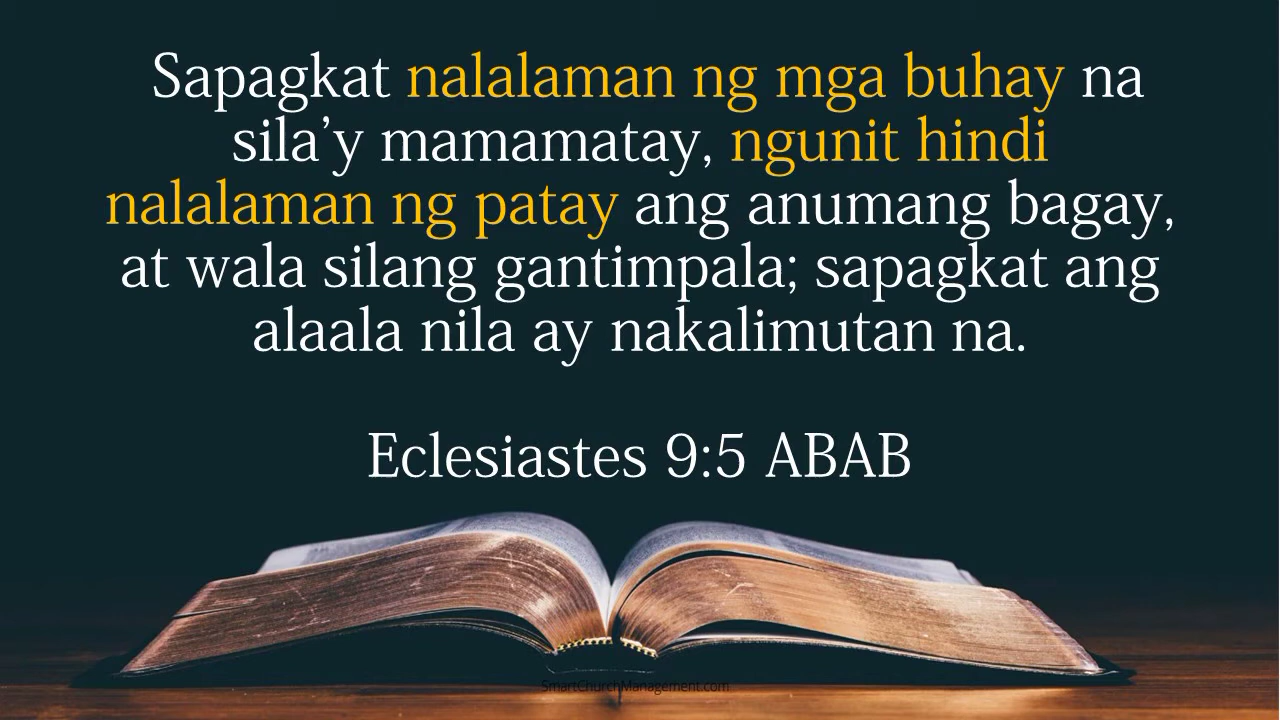 Sapagkat nalalaman ng mga buhay na
sila’y mamamatay, ngunit hindi
nalalaman ng patay ang anumang bagay,
at wala silang gantimpala; sapagkat ang
alaala nila ay nakalimutan na.
Eclesiastes 9:5 ABAB
SmartChurchManagement.com